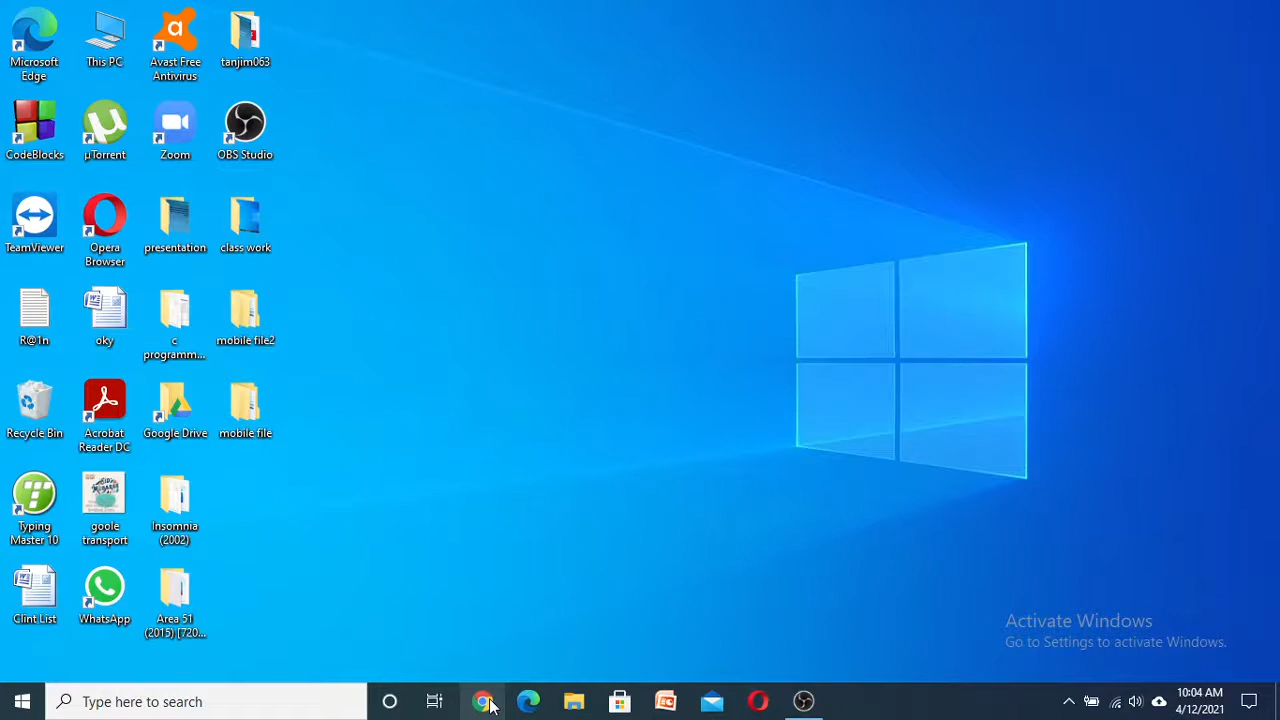 Microsoft
Edge
This PC
Avast Free
Antivirus
tanjim063
CodeBlocks
µTorrent
Zoom
OBS Studio
TeamViewer
Opera
Browser
presentation
class work
R@1n
oky
c
programm...
mobile file2
Recycle Bin
Acrobat
Reader DC
Google Drive
mobile file
Typing
Master 10
goole
transport
Insomnia
(2002)
Clint List
WhatsApp
Area 51
(2015) [720...
Activate Windows
Go to Settings to activate Windows.
Type here to search
10:04 AM
4/12/2021